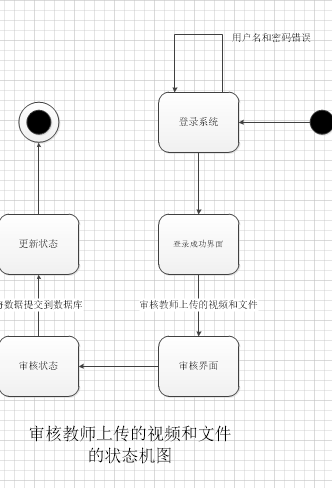 用户名和密码错误
登录系统
更新状态
登录成功界面
数据提交到数据库
审核教师上传的视频和文件
审核状态
审核界面
审核教师上传的视频和文件
的状态机图